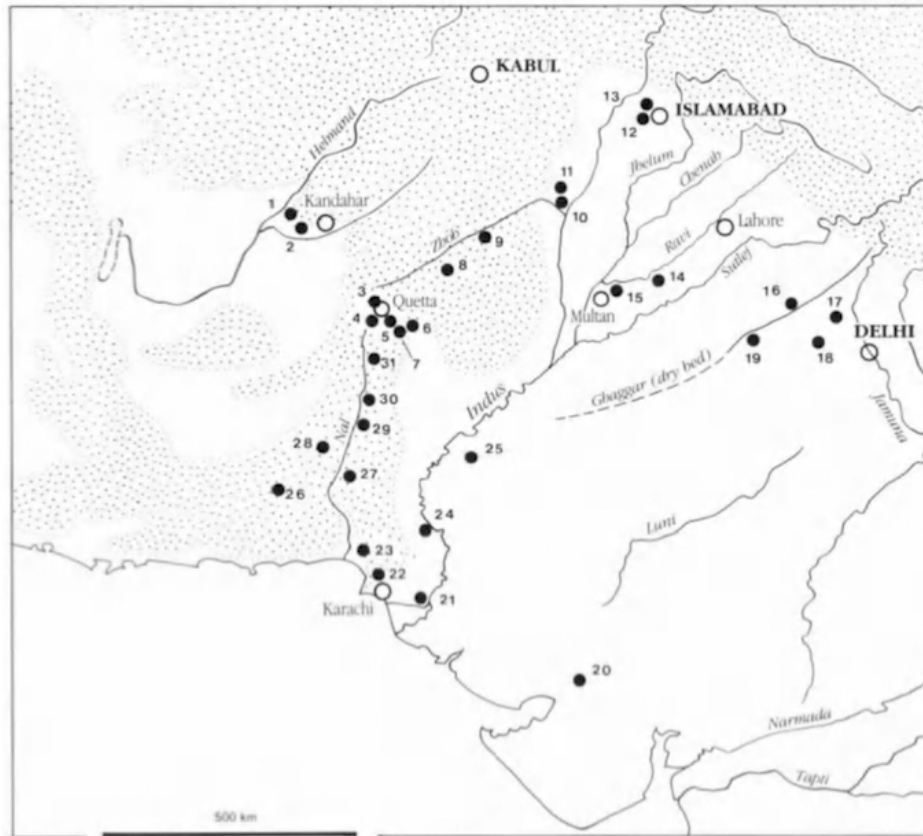 KABUL
13
ISLAMABAD
12
Helmand
Jhelum
Chenab
11
1
Kandahar
10
2
Zhob
9
Ravi
Lahore
8
Sutlej
14
15
3
Quetta
Multan
16
17
4
5
6
7
DELHI
19
18
31
Ghaggar (dry bed)
Indus
30
Jamuna
Nal
29
28
25
27
26
24
Luni
23
22
21
Karachi
20
Narmada
Tapti
500 km